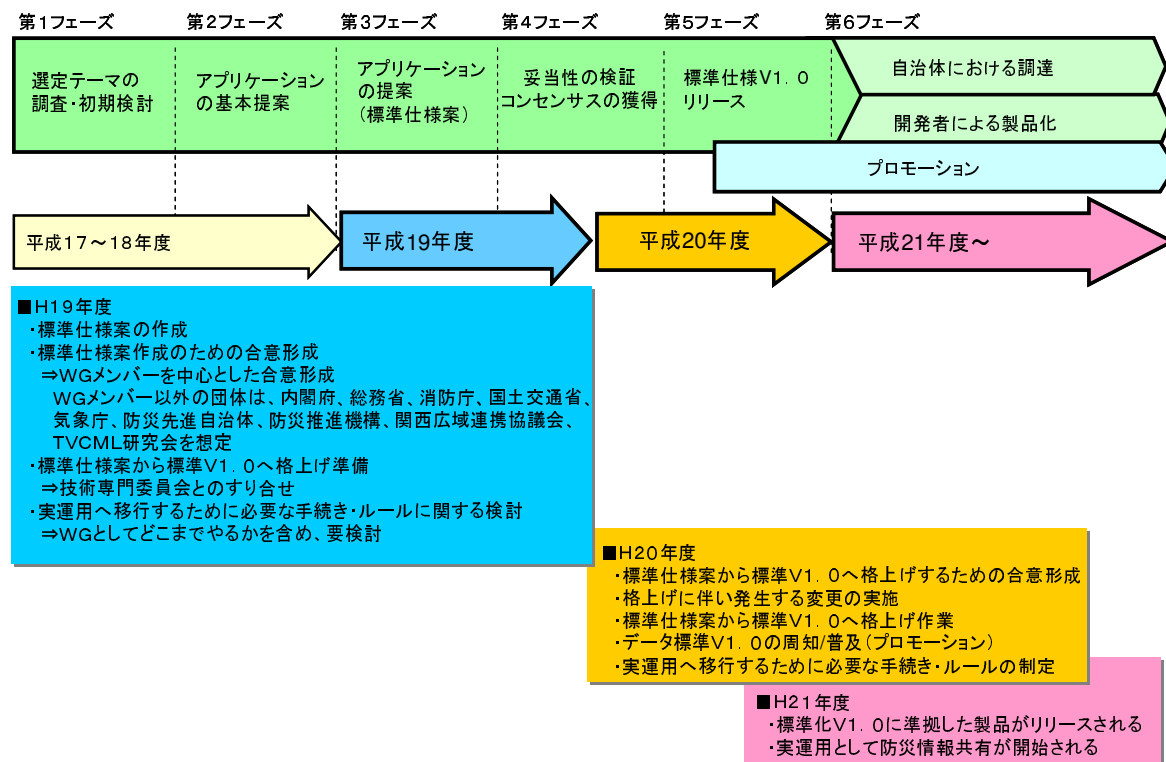 第1フェーズ 第2フェーズ 第3フェーズ 第4フェーズ 第5フェーズ 第6フェーズ
選定テーマの
調査・初期検討
アプリケーション
の基本提案
アプリケーション
の提案
(標準仕様案)
妥当性の検証
コンセンサスの獲得
標準仕様V1.0
リリース
自治体における調達
開発者による製品化
プロモーション
平成17~18年度
平成19年度
平成20年度
平成21年度~
■H19年度
・標準仕様案の作成
・標準仕様案作成のための合意形成
⇒WGメンバーを中心とした合意形成
WGメンバー以外の団体は、内閣府、総務省、消防庁、国土交通省、
気象庁、防災先進自治体、防災推進機構、関西広域連携協議会、
TVCML研究会を想定
・標準仕様案から標準V1.0へ格上げ準備
⇒技術専門委員会とのすり合せ
・実運用へ移行するために必要な手続き・ルールに関する検討
⇒WGとしてどこまでやるかを含め、要検討
■H20年度
・標準仕様案から標準V1.0へ格上げするための合意形成
・格上げに伴い発生する変更の実施
・標準仕様案から標準V1.0へ格上げ作業
・データ標準V1.0の周知/普及(プロモーション)
・実運用へ移行するために必要な手続き・ルールの制定
■H21年度
・標準化V1.0に準拠した製品がリリースされる
・実運用として防災情報共有が開始される